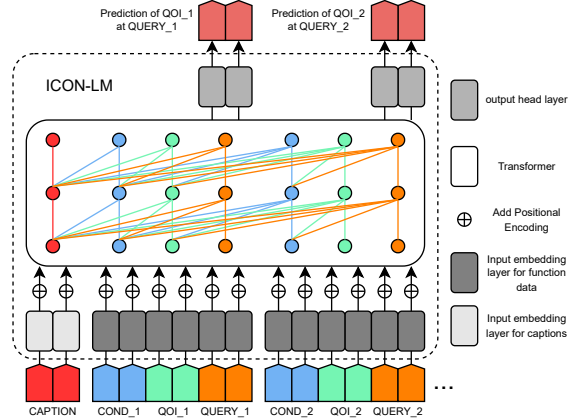 Prediction of QOI_1
at QUERY_1
Prediction of QOI_2
at QUERY_2
ICON-LM
output head layer
Transformer
Add Positional
Encoding
Input embedding
layer for function
data
Input embedding
layer for captions
CAPTION COND_1 QOI_1 QUERY_1 COND_2 QOI_2 QUERY_2 ...